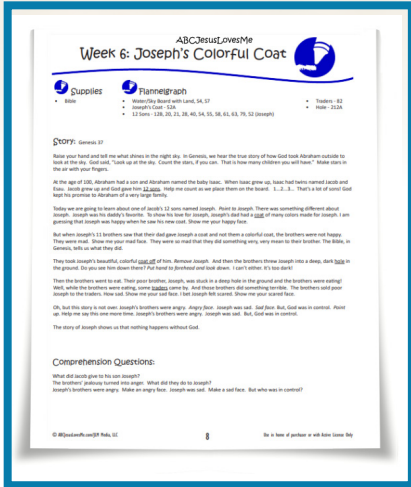 ABCJesusLovesMe
Week 6: Joseph's Colorful Coat
Supplies
• Bible
Flannelgraph
• Water/Sky Board with Land, 54, 57
• Joseph's Coat - 52A
• 12 Sons - 12B, 20, 21, 28, 40, 54, 55, 58, 61, 63, 79, 52 (Joseph)
• Traders - 82
• Hole - 212A
Story: Genesis 37
Raise your hand and tell me what shines in the night sky. In Genesis, we hear the true story of how God took Abraham outside to
look at the sky. God said, "Look up at the sky. Count the stars, if you can. That is how many children you will have." Make stars in
the air with your fingers.
At the age of 100, Abraham had a son and Abraham named the baby Isaac. When Isaac grew up, Isaac had twins named Jacob and
Esau. Jacob grew up and God gave him 12 sons. Help me count as we place them on the board. 1...2...3... That's a lot of sons! God
kept his promise to Abraham of a very large family.
Today we are going to learn about one of Jacob's 12 sons named Joseph. Point to Joseph. There was something different about
Joseph. Joseph was his daddy's favorite. To show his love for Joseph, Joseph's dad had a coat of many colors made for Joseph. I am
guessing that Joseph was happy when he saw his new coat. Show me your happy face.
But when Joseph's 11 brothers saw that their dad gave Joseph a coat and not them a colorful coat, the brothers were not happy.
They were mad. Show me your mad face. They were so mad that they did something very, very mean to their brother. The Bible, in
Genesis, tells us what they did.
They took Joseph's beautiful, colorful coat off of him. Remove Joseph. And then the brothers threw Joseph into a deep, dark hole in
the ground. Do you see him down there? Put hand to forehead and look down. I can't either. It's too dark!
Then the brothers went to eat. Their poor brother, Joseph, was stuck in a deep hole in the ground and the brothers were eating!
Well, while the brothers were eating, some traders came by. And those brothers did something terrible. The brothers sold poor
Joseph to the traders. How sad. Show me your sad face. I bet Joseph felt scared. Show me your scared face.
Oh, but this story is not over. Joseph's brothers were angry. Angry face. Joseph was sad. Sad face. But, God was in control. Point
up. Help me say this one more time. Joseph's brothers were angry. Joseph was sad. But, God was in control.
The story of Joseph shows us that nothing happens without God.
Comprehension Questions:
What did Jacob give to his son Joseph?
The brothers' jealousy turned into anger. What did they do to Joseph?
Joseph's brothers were angry. Make an angry face. Joseph was sad. Make a sad face. But who was in control?
© ABCJesusLovesMe/HJM Media, LLC
8
Use in home of purchaser or with Active License Only